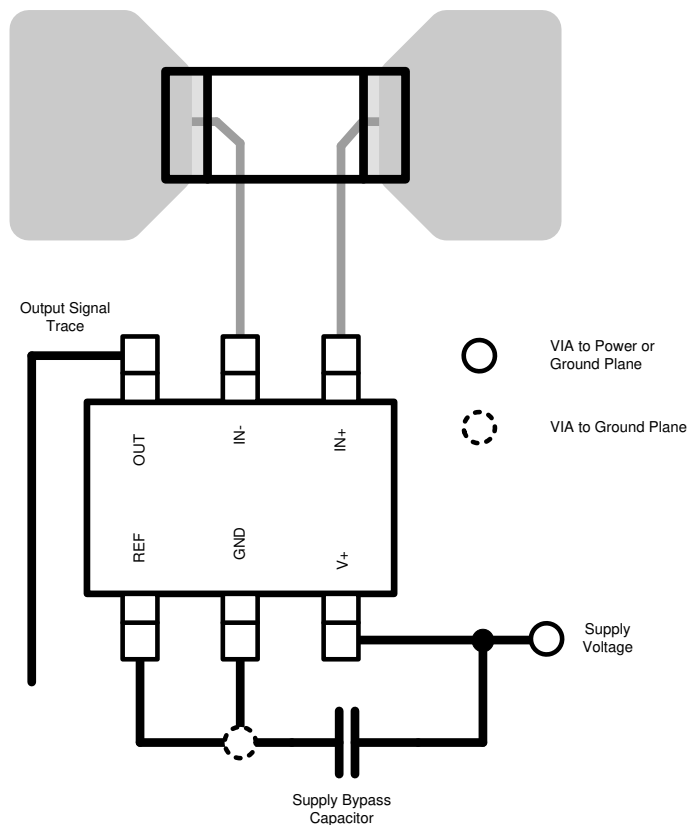 Output Signal
Trace
VIA to Power or
Ground Plane
VIA to Ground Plane
OUT
IN-
IN+
REF
GND
V+
Supply
Voltage
Supply Bypass
Capacitor